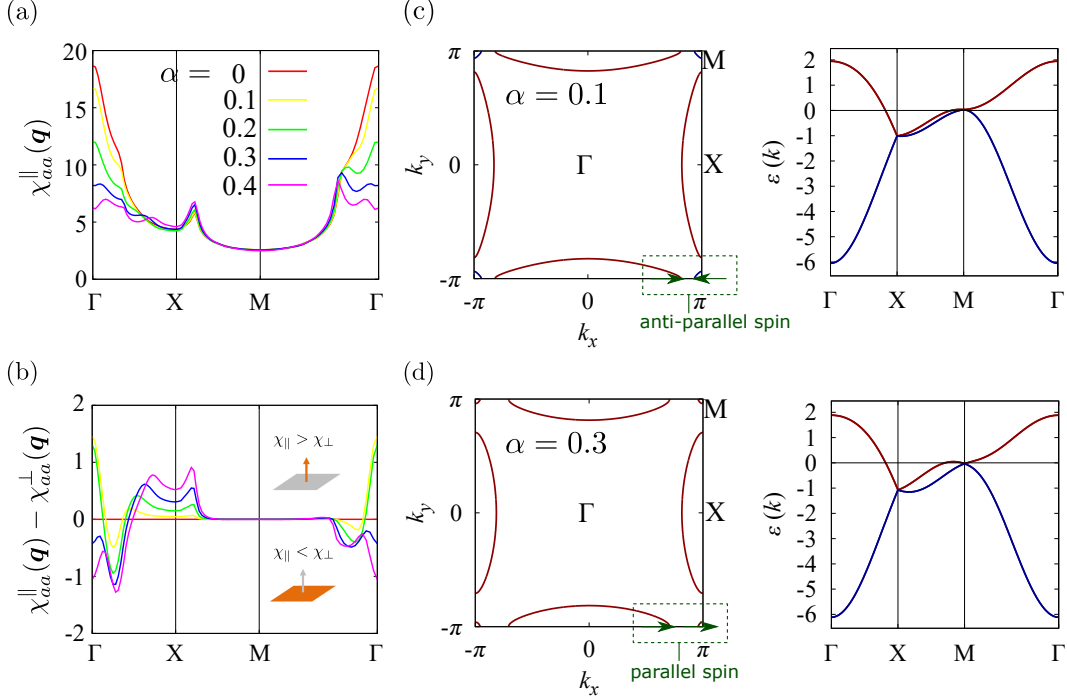 (a)
20
15
10
5
0
χ∥aa(q)
α = 0
0.1
0.2
0.3
0.4
Γ X M Γ
(b)
2
1
0
-1
-2
χ∥aa(q) − χ⊥aa(q)
χ∥ > χ⊥
χ∥ < χ⊥
Γ X M Γ
(c)
π
0
-π
ky
α = 0.1
Γ
M
X
-π 0 π
kx
anti-parallel spin
2
1
0
-1
-2
-3
-4
-5
-6
ε(k)
Γ X M Γ
(d)
π
0
-π
ky
α = 0.3
Γ
M
X
-π 0 π
kx
parallel spin
2
1
0
-1
-2
-3
-4
-5
-6
ε(k)
Γ X M Γ